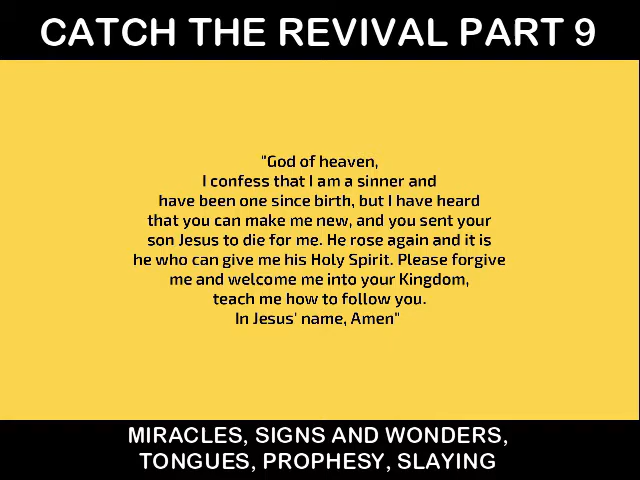 CATCH THE REVIVAL PART 9
"God of heaven,
I confess that I am a sinner and
have been one since birth, but I have heard
that you can make me new, and you sent your
son Jesus to die for me. He rose again and it is
he who can give me his Holy Spirit. Please forgive
me and welcome me into your Kingdom,
teach me how to follow you.
In Jesus' name, Amen"
MIRACLES, SIGNS AND WONDERS,
TONGUES, PROPHESY, SLAYING